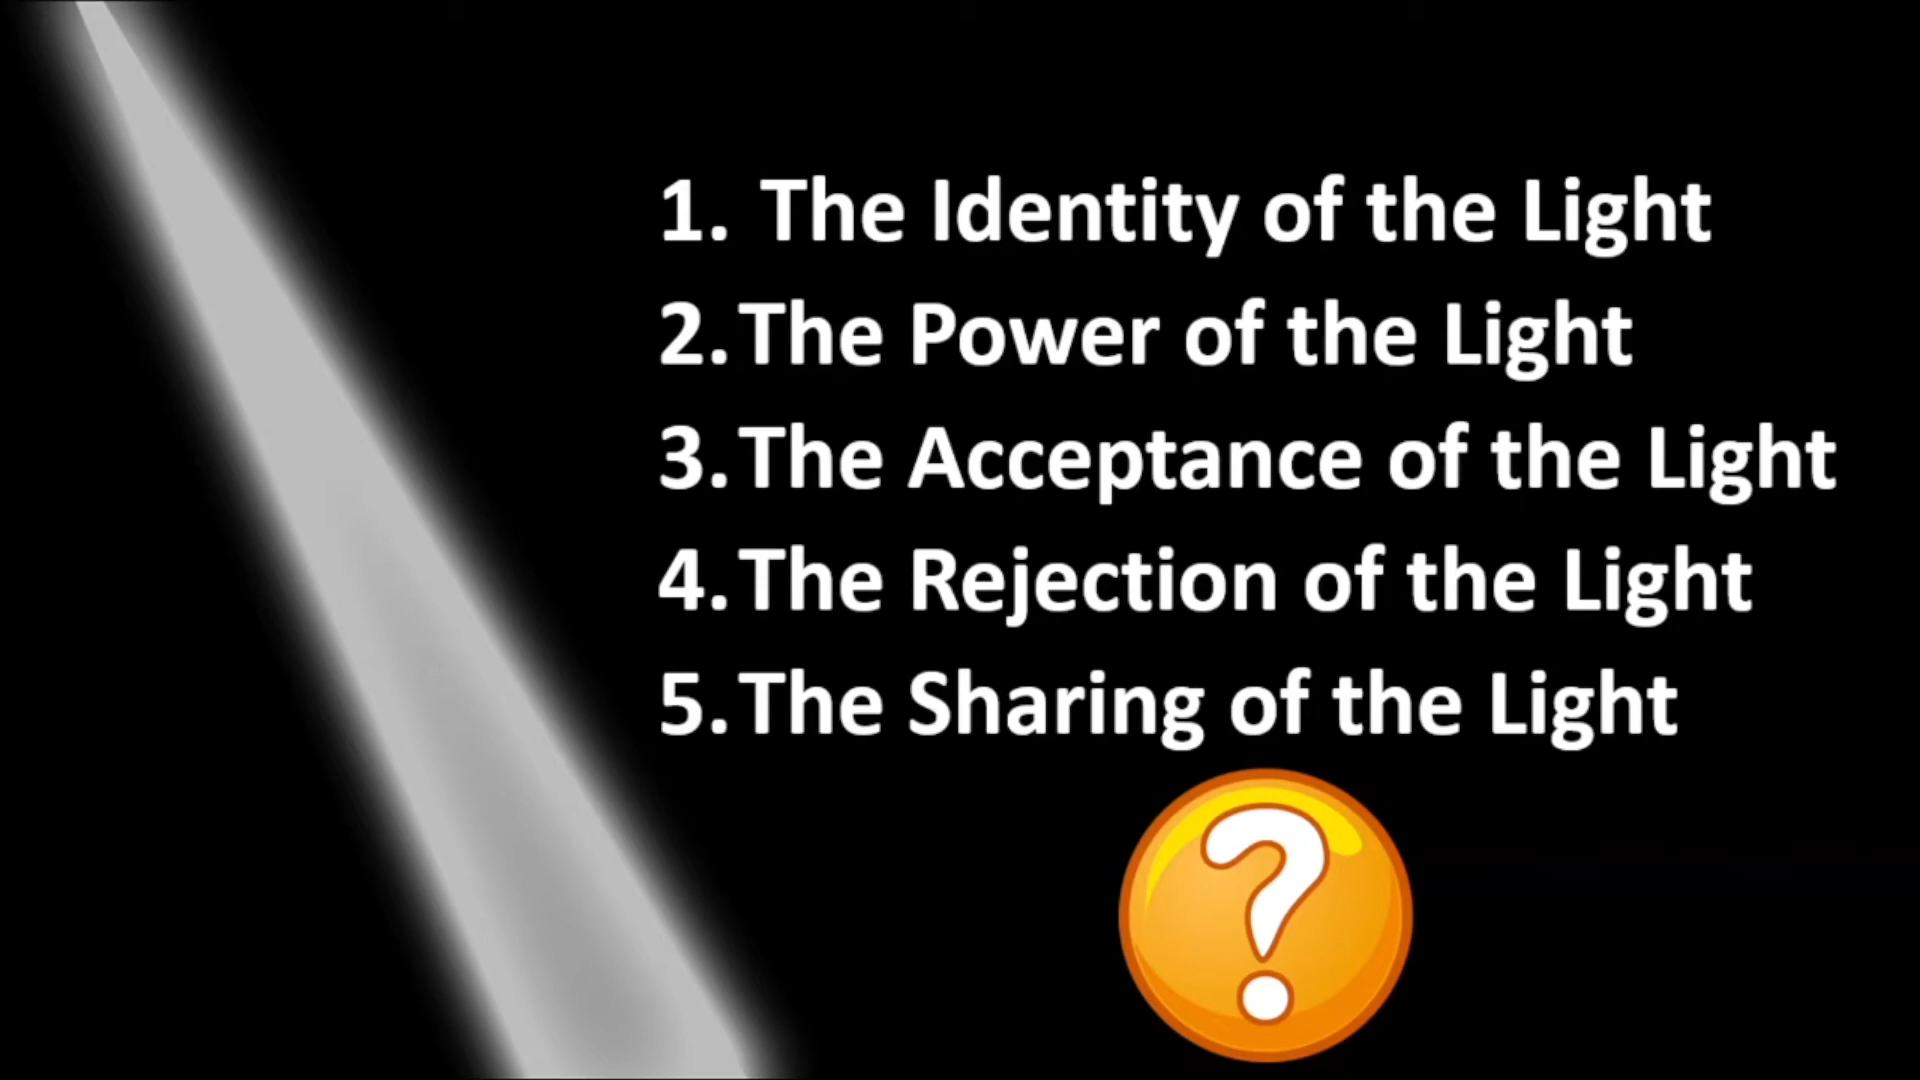 1. The Identity of the Light
2. The Power of the Light
3. The Acceptance of the Light
4. The Rejection of the Light
5. The Sharing of the Light
?